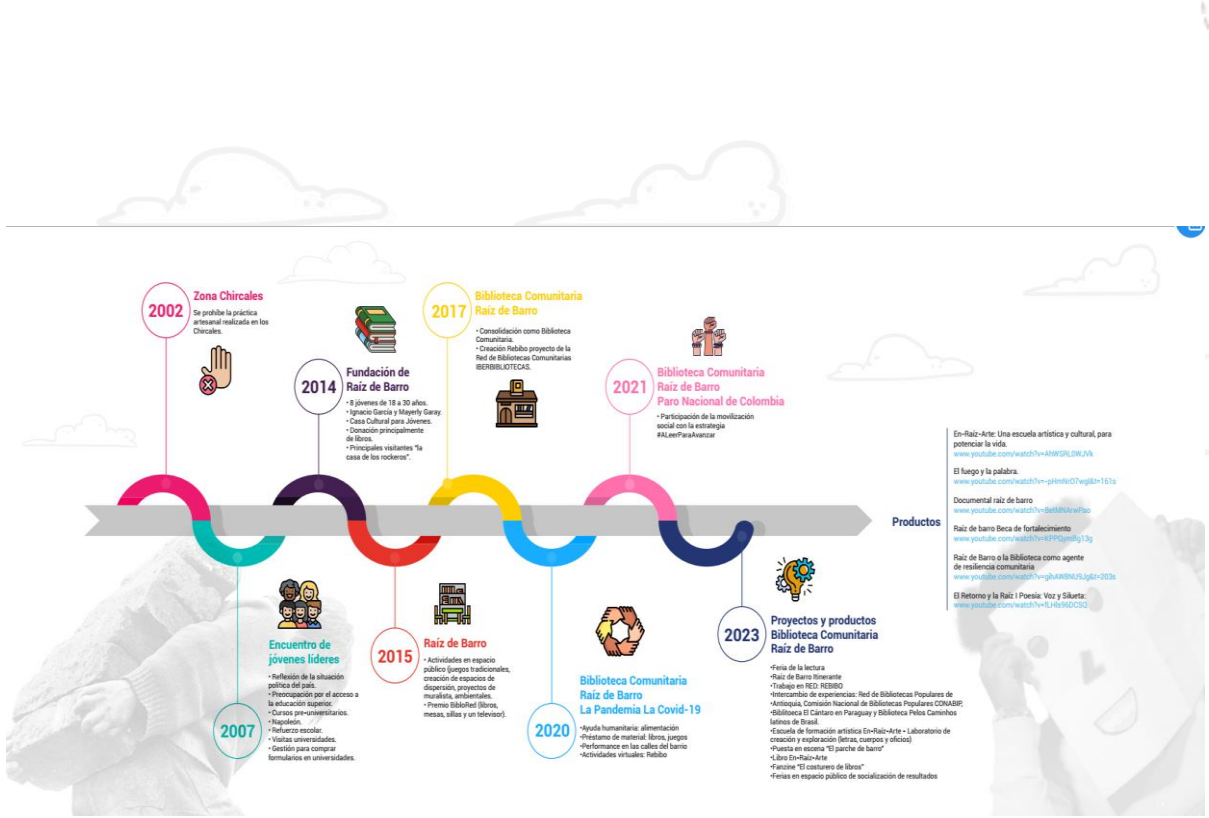 2002
Zona Chircales
Se prohíbe la práctica
artesanal realizada en los
Chircales.
2007
Encuentro de
jóvenes líderes
• Reflexión de la situación
política del país.
• Preocupación por el acceso a
la educación superior.
• Cursos pre-universitarios.
• Napoleón.
• Refuerzo escolar.
• Visitas universidades.
• Gestión para comprar
formularios en universidades.
2014
Fundación de
Raíz de Barro
• 8 jóvenes de 18 a 30 años.
• Ignacio García y Mayerly Garay.
• Casa Cultural para Jóvenes.
• Donación principalmente
de libros.
• Principales visitantes "la
casa de los rockeros".
2015
Raíz de Barro
• Actividades en espacio
público (juegos tradicionales,
creación de espacios de
dispersión, proyectos de
muralista, ambientales.
• Premio BibloRed (libros,
mesas, sillas y un televisor).
2017
Biblioteca Comunitaria
Raíz de Barro
• Consolidación como Biblioteca
Comunitaria.
• Creación Rebibo proyecto de la
Red de Bibliotecas Comunitarias
IBERBIBLIOTECAS.
2020
Biblioteca Comunitaria
Raíz de Barro
La Pandemia La Covid-19
•Ayuda humanitaria: alimentación
•Préstamo de material: libros, juegos
•Performance en las calles del barrio
•Actividades virtuales: Rebibo
2021
Biblioteca Comunitaria
Raíz de Barro
Paro Nacional de Colombia
• Participación de la movilización
social con la estrategia
#ALeerParaAvanzar
2023
Proyectos y productos
Biblioteca Comunitaria
Raíz de Barro
•Feria de la lectura
•Raíz de Barro Itinerante
•Trabajo en RED: REBIBO
•Intercambio de experiencias: Red de Bibliotecas Populares de
•Antioquia, Comisión Nacional de Bibliotecas Populares CONABIP,
•Biblioteca El Cántaro en Paraguay y Biblioteca Pelos Caminhos
latinos de Brasil.
•Escuela de formación artística En-Raíz-Arte - Laboratorio de
creación y exploración (letras, cuerpos y oficios)
•Puesta en escena "El parche de barro"
•Libro En-Raíz-Arte
•Fanzine "El costurero de libros"
•Ferias en espacio público de socialización de resultados
Productos
En-Raíz-Arte: Una escuela artística y cultural, para
potenciar la vida.
El fuego y la palabra.
Documental raíz de barro
Raíz de barro Beca de fortalecimiento
Raíz de Barro o la Biblioteca como agente
de resiliencia comunitaria
El Retorno y la Raíz I Poesía: Voz y Silueta: